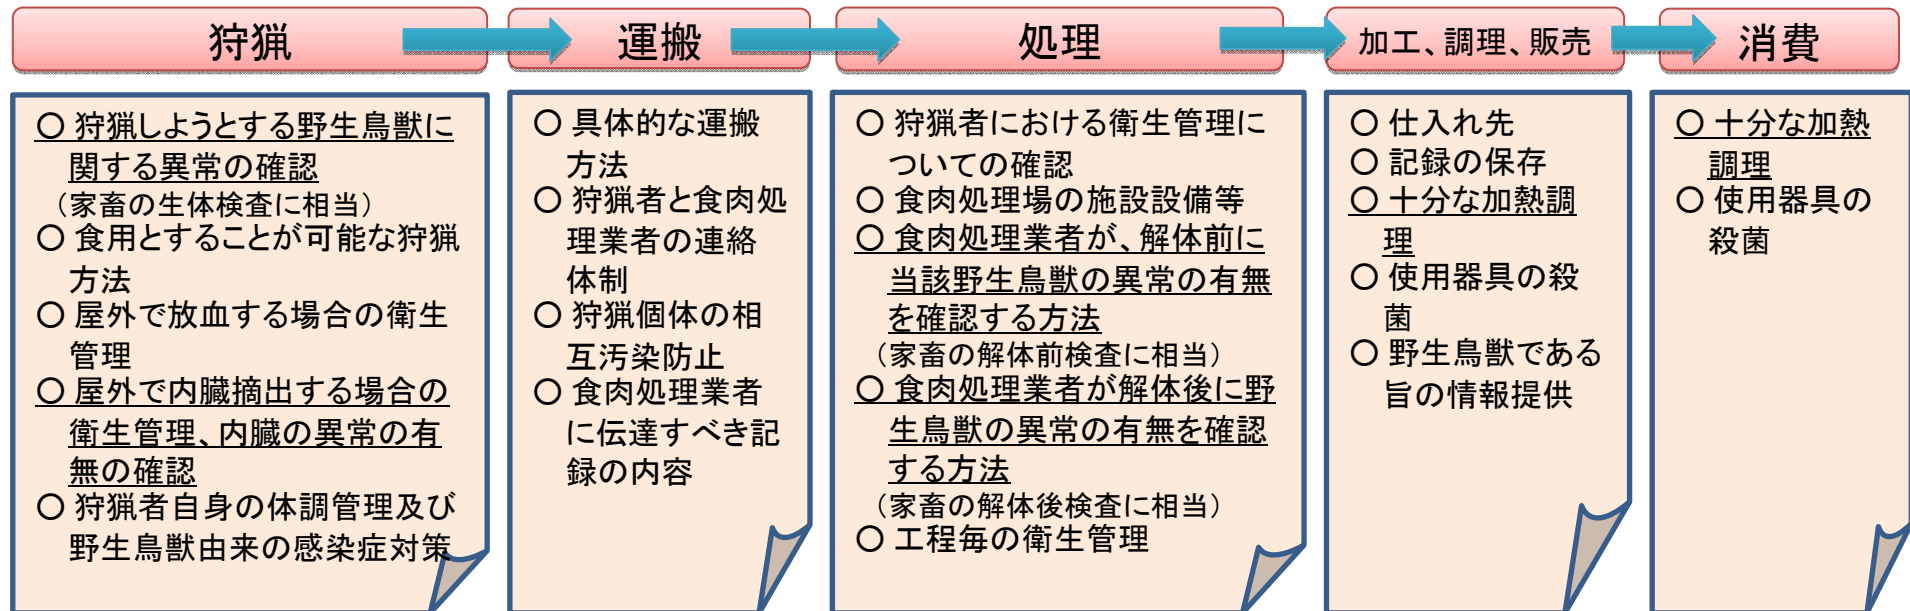 狩猟
運搬
処理
加工、調理、販売
消費
○ 狩猟しようとする野生鳥獣に
関する異常の確認
（家畜の生体検査に相当）
○ 食用とすることが可能な狩猟
方法
○ 屋外で放血する場合の衛生
管理
○ 屋外で内臓摘出する場合の
衛生管理、内臓の異常の有
無の確認
○ 狩猟者自身の体調管理及び
野生鳥獣由来の感染症対策
○ 具体的な運搬
方法
○ 狩猟者と食肉処
理業者の連絡
体制
○ 狩猟個体の相
互汚染防止
○ 食肉処理業者
に伝達すべき記
録の内容
○ 狩猟者における衛生管理に
ついての確認
○ 食肉処理場の施設設備等
○ 食肉処理業者が、解体前に
当該野生鳥獣の異常の有無
を確認する方法
（家畜の解体前検査に相当）
○ 食肉処理業者が解体後に野
生鳥獣の異常の有無を確認
する方法
（家畜の解体後検査に相当）
○ 工程毎の衛生管理
○ 仕入れ先
○ 記録の保存
○ 十分な加熱調
理
○ 使用器具の殺
菌
○ 野生鳥獣である
旨の情報提供
○ 十分な加熱
調理
○ 使用器具の
殺菌